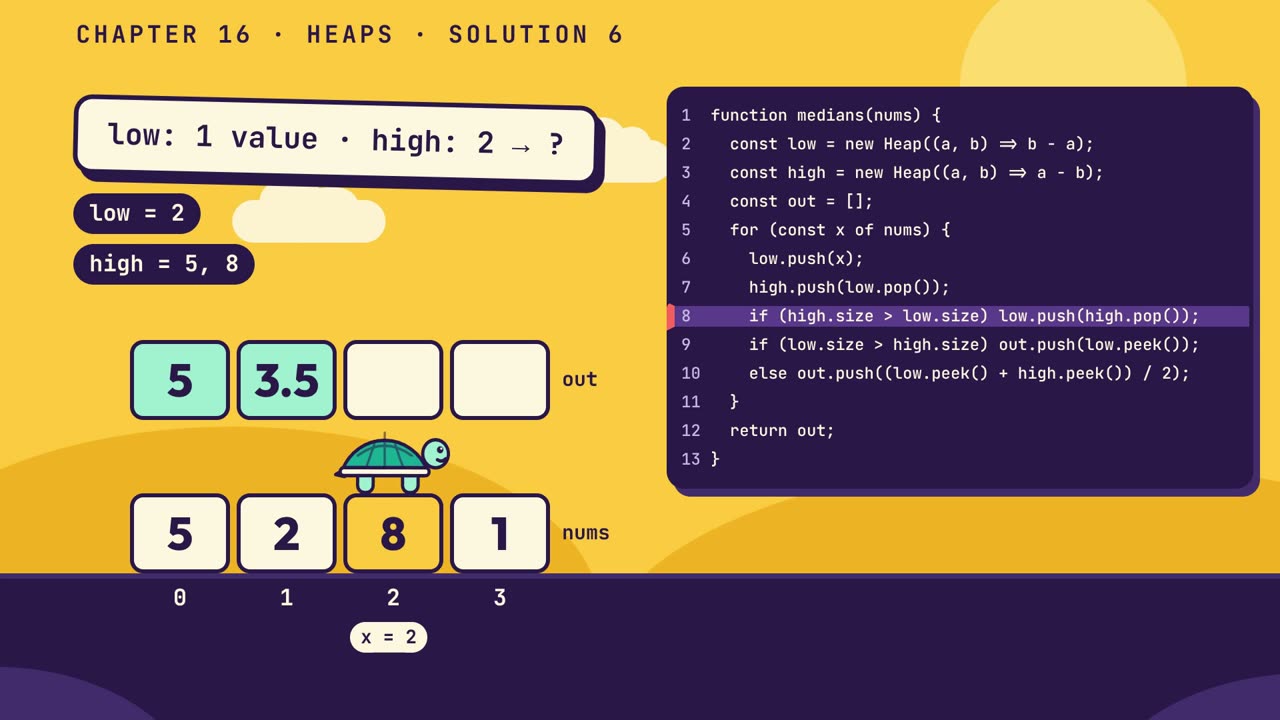 CHAPTER 16 · HEAPS · SOLUTION 6
low: 1 value · high: 2 → ?
low = 2
high = 5, 8
5 3.5 out
5 2 8 1 nums
0 1 2 3
x = 2
1 function medians(nums) {
2 const low = new Heap((a, b) => b - a);
3 const high = new Heap((a, b) => a - b);
4 const out = [];
5 for (const x of nums) {
6 low.push(x);
7 high.push(low.pop());
8 if (high.size > low.size) low.push(high.pop());
9 if (low.size > high.size) out.push(low.peek());
10 else out.push((low.peek() + high.peek()) / 2);
11 }
12 return out;
13 }